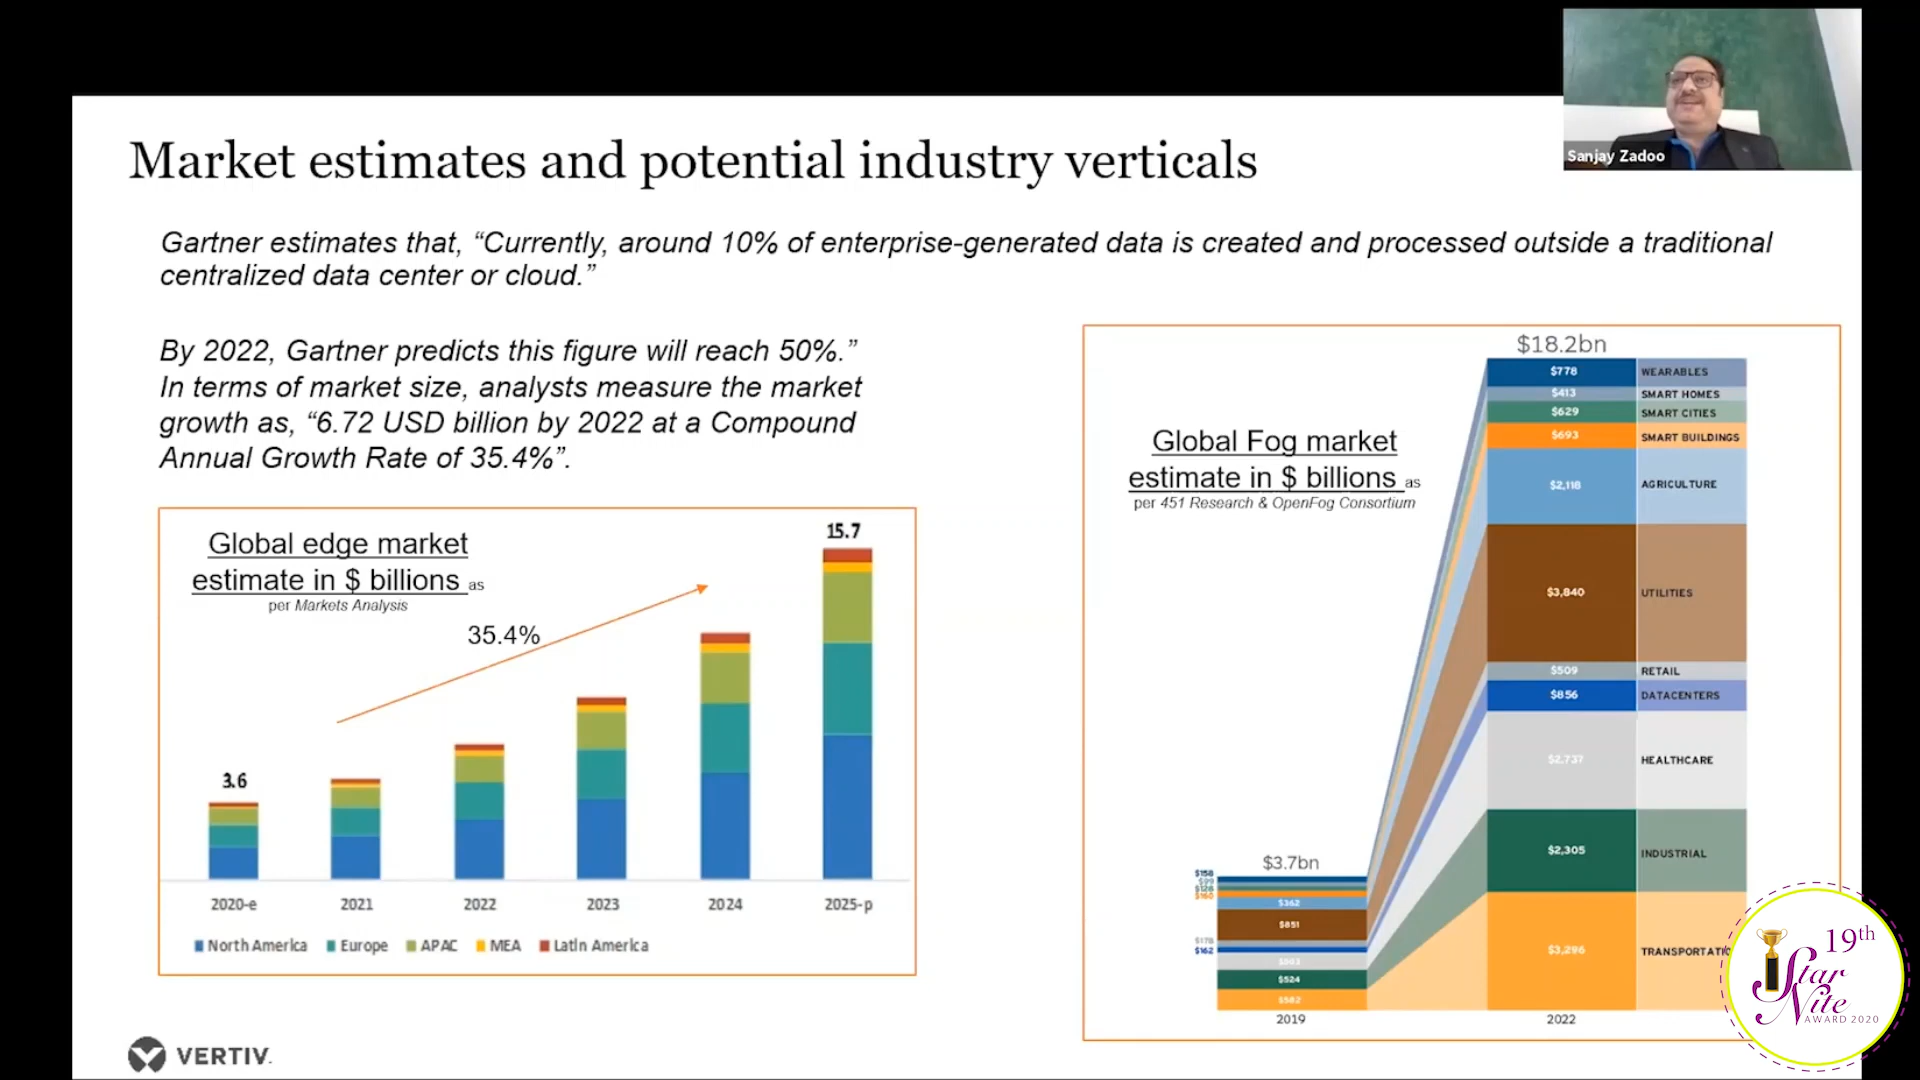 Sanjay Zadoo
Market estimates and potential industry verticals
Gartner estimates that, “Currently, around 10% of enterprise-generated data is created and processed outside a traditional
centralized data center or cloud.”
By 2022, Gartner predicts this figure will reach 50%.”
In terms of market size, analysts measure the market
growth as, “6.72 USD billion by 2022 at a Compound
Annual Growth Rate of 35.4%”.
Global edge market
estimate in $ billions as
per Markets Analysis
35.4%
3.6
15.7
2020-e 2021 2022 2023 2024 2025-p
North America Europe APAC MEA Latin America
Global Fog market
estimate in $ billions as
per 451 Research & OpenFog Consortium
$18.2bn
$778 WEARABLES
$413 SMART HOMES
$629 SMART CITIES
$693 SMART BUILDINGS
$2,118 AGRICULTURE
$3,840 UTILITIES
$509 RETAIL
$856 DATACENTERS
$2,737 HEALTHCARE
$2,305 INDUSTRIAL
$3,296 TRANSPORTATIO
$3.7bn
$158
$128
$160
$362
$851
$178
$162
$524
$582
2019 2022
VERTIV.
19th
Star
Nite
AWARD 2020